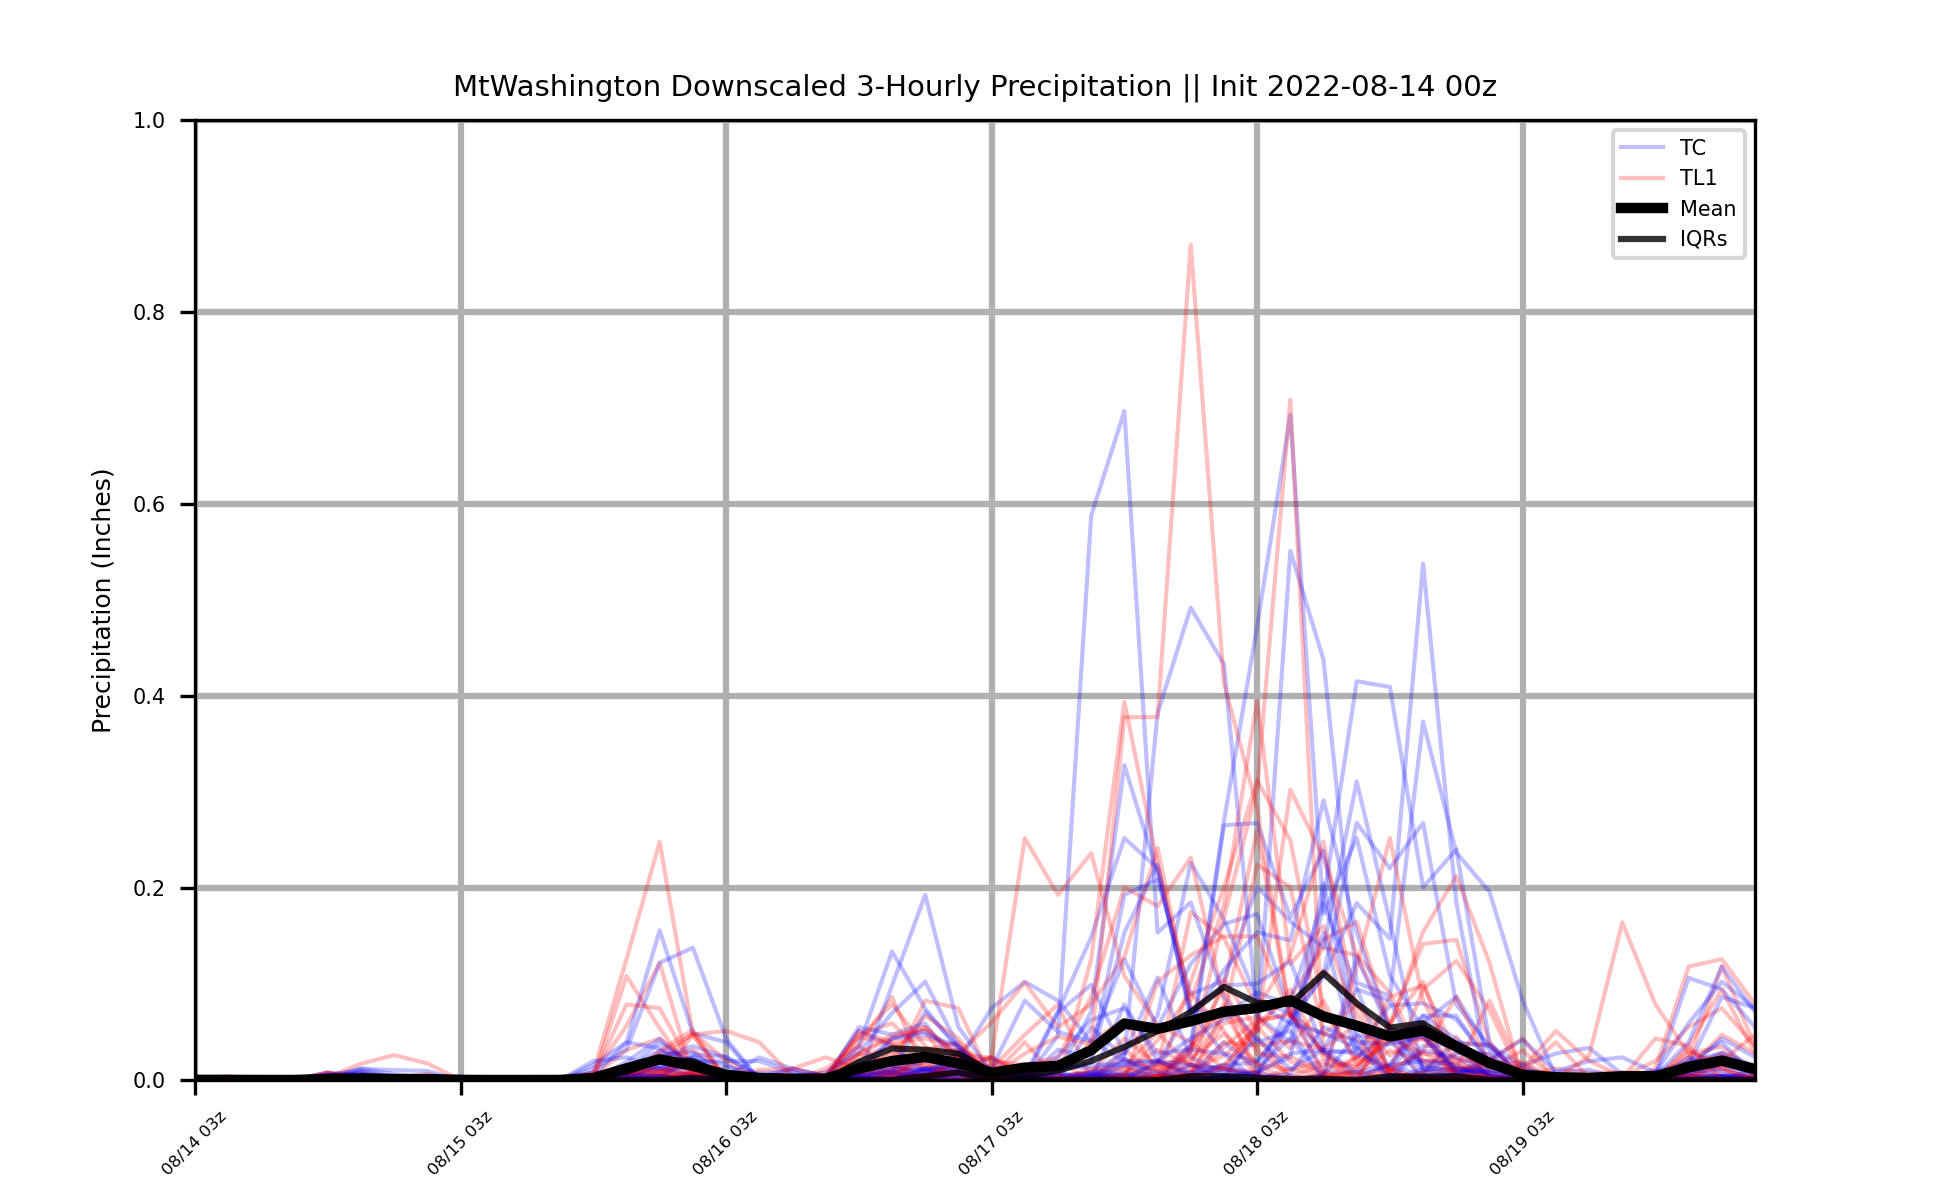 MtWashington Downscaled 3-Hourly Precipitation || Init 2022-08-14 00z
1.0
0.8
0.6
0.4
0.2
0.0
Precipitation (Inches)
TC
TL1
Mean
IQRs
08/14 03z
08/15 03z
08/16 03z
08/17 03z
08/18 03z
08/19 03z